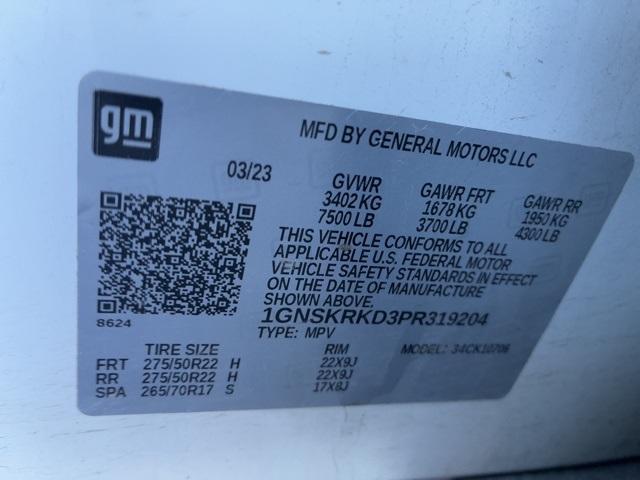 gm
MFD BY GENERAL MOTORS LLC
03/23
GVWR GAWR FRT GAWR RR
3402 KG 1678 KG 1950 KG
7500 LB 3700 LB 4300 LB
THIS VEHICLE CONFORMS TO ALL
APPLICABLE U.S. FEDERAL MOTOR
VEHICLE SAFETY STANDARDS IN EFFECT
ON THE DATE OF MANUFACTURE
SHOWN ABOVE.
8624
1GNSKRKD3PR319204
TYPE: MPV
TIRE SIZE RIM MODEL: 34CK10706
FRT 275/50R22 H 22X9J
RR 275/50R22 H 22X9J
SPA 265/70R17 S 17X8J